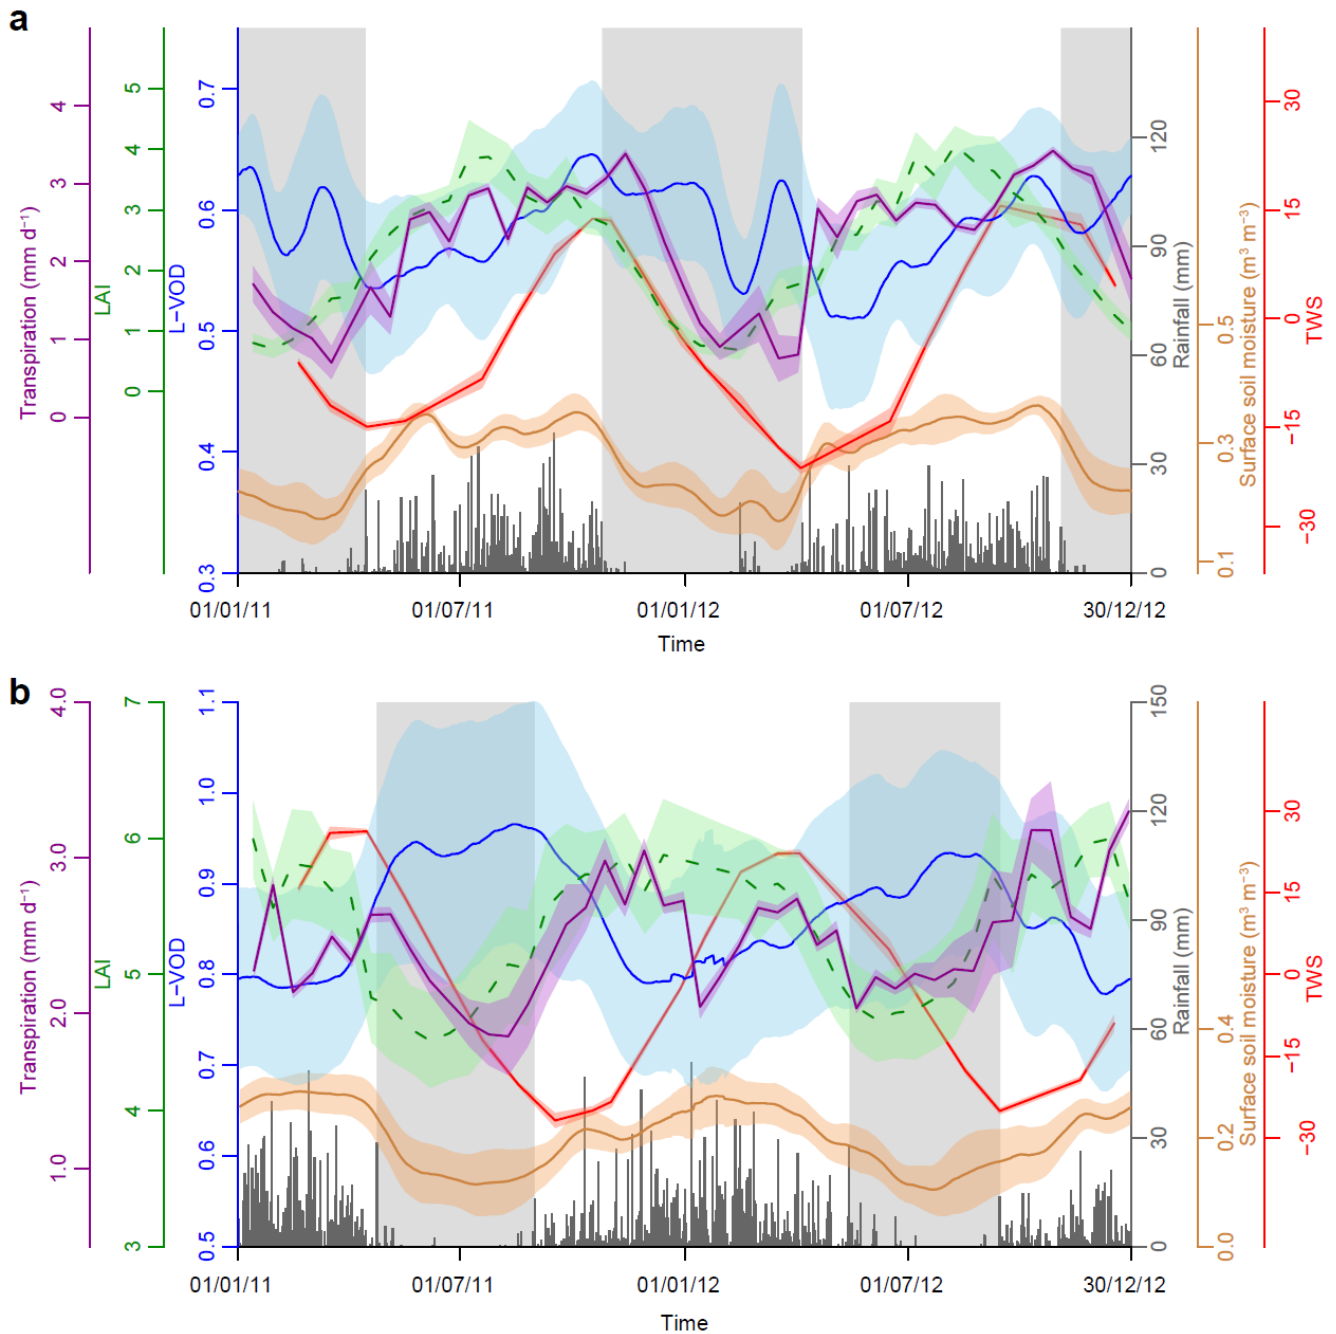 a
Transpiration (mm d⁻¹)
0 1 2 3 4
LAI
0 1 2 3 4 5
L−VOD
0.3 0.4 0.5 0.6 0.7
Rainfall (mm)
0 30 60 90 120
Surface soil moisture (m³ m⁻³)
0.1 0.3 0.5
TWS
−30 −15 0 15 30
01/01/11 01/07/11 01/01/12 01/07/12 30/12/12
Time
b
Transpiration (mm d⁻¹)
1.0 2.0 3.0 4.0
LAI
3 4 5 6 7
L−VOD
0.5 0.6 0.7 0.8 0.9 1.0 1.1
Rainfall (mm)
0 30 60 90 120 150
Surface soil moisture (m³ m⁻³)
0.0 0.2 0.4
TWS
−30 −15 0 15 30
01/01/11 01/07/11 01/01/12 01/07/12 30/12/12
Time